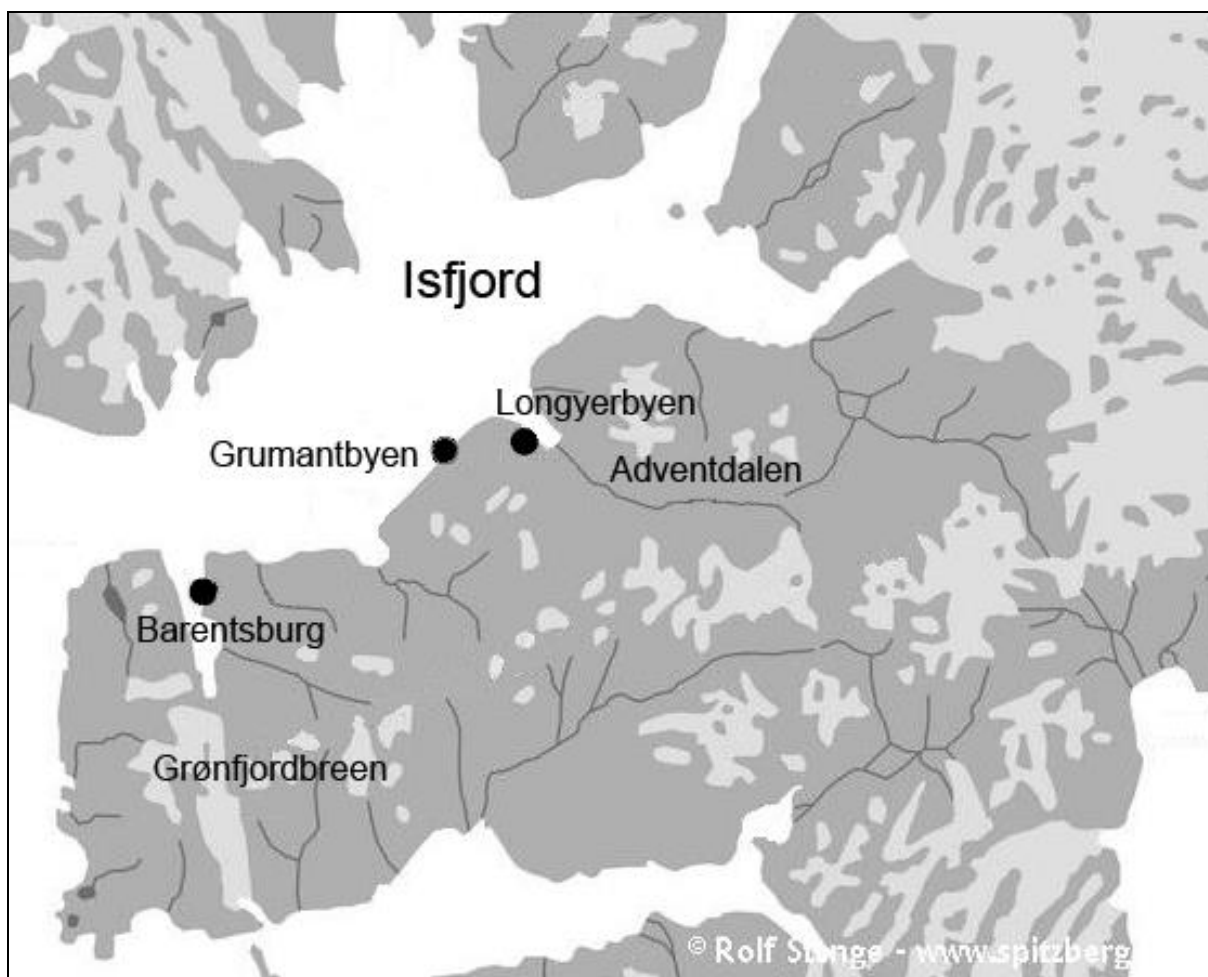 Isfjord
Longyerbyen
Grumantbyen
Adventdalen
Barentsburg
Grønfjordbreen
© Rolf Stange - www.spitzberg